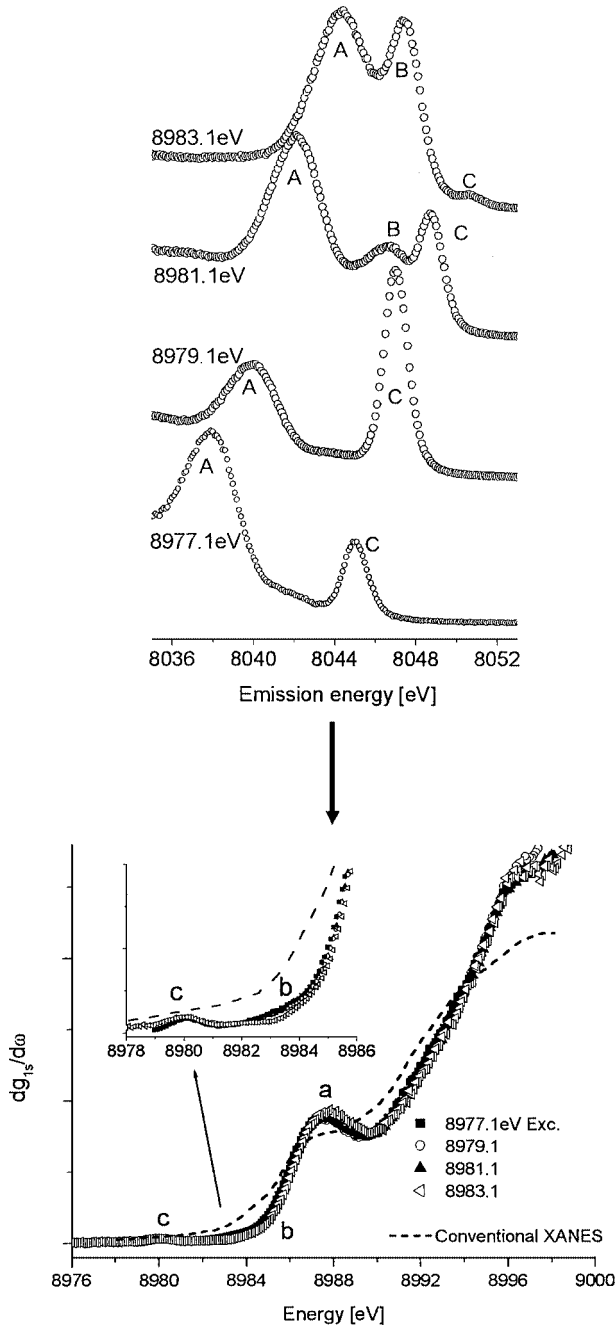 A
B
C
8983.1eV
A
B
C
8981.1eV
A
C
8979.1eV
A
C
8977.1eV
8036 8040 8044 8048 8052
Emission energy [eV]
c
b
8978 8980 8982 8984 8986
a
c
b
dg1s/dω
8977.1eV Exc.
8979.1
8981.1
8983.1
Conventional XANES
8976 8980 8984 8988 8992 8996 9000
Energy [eV]